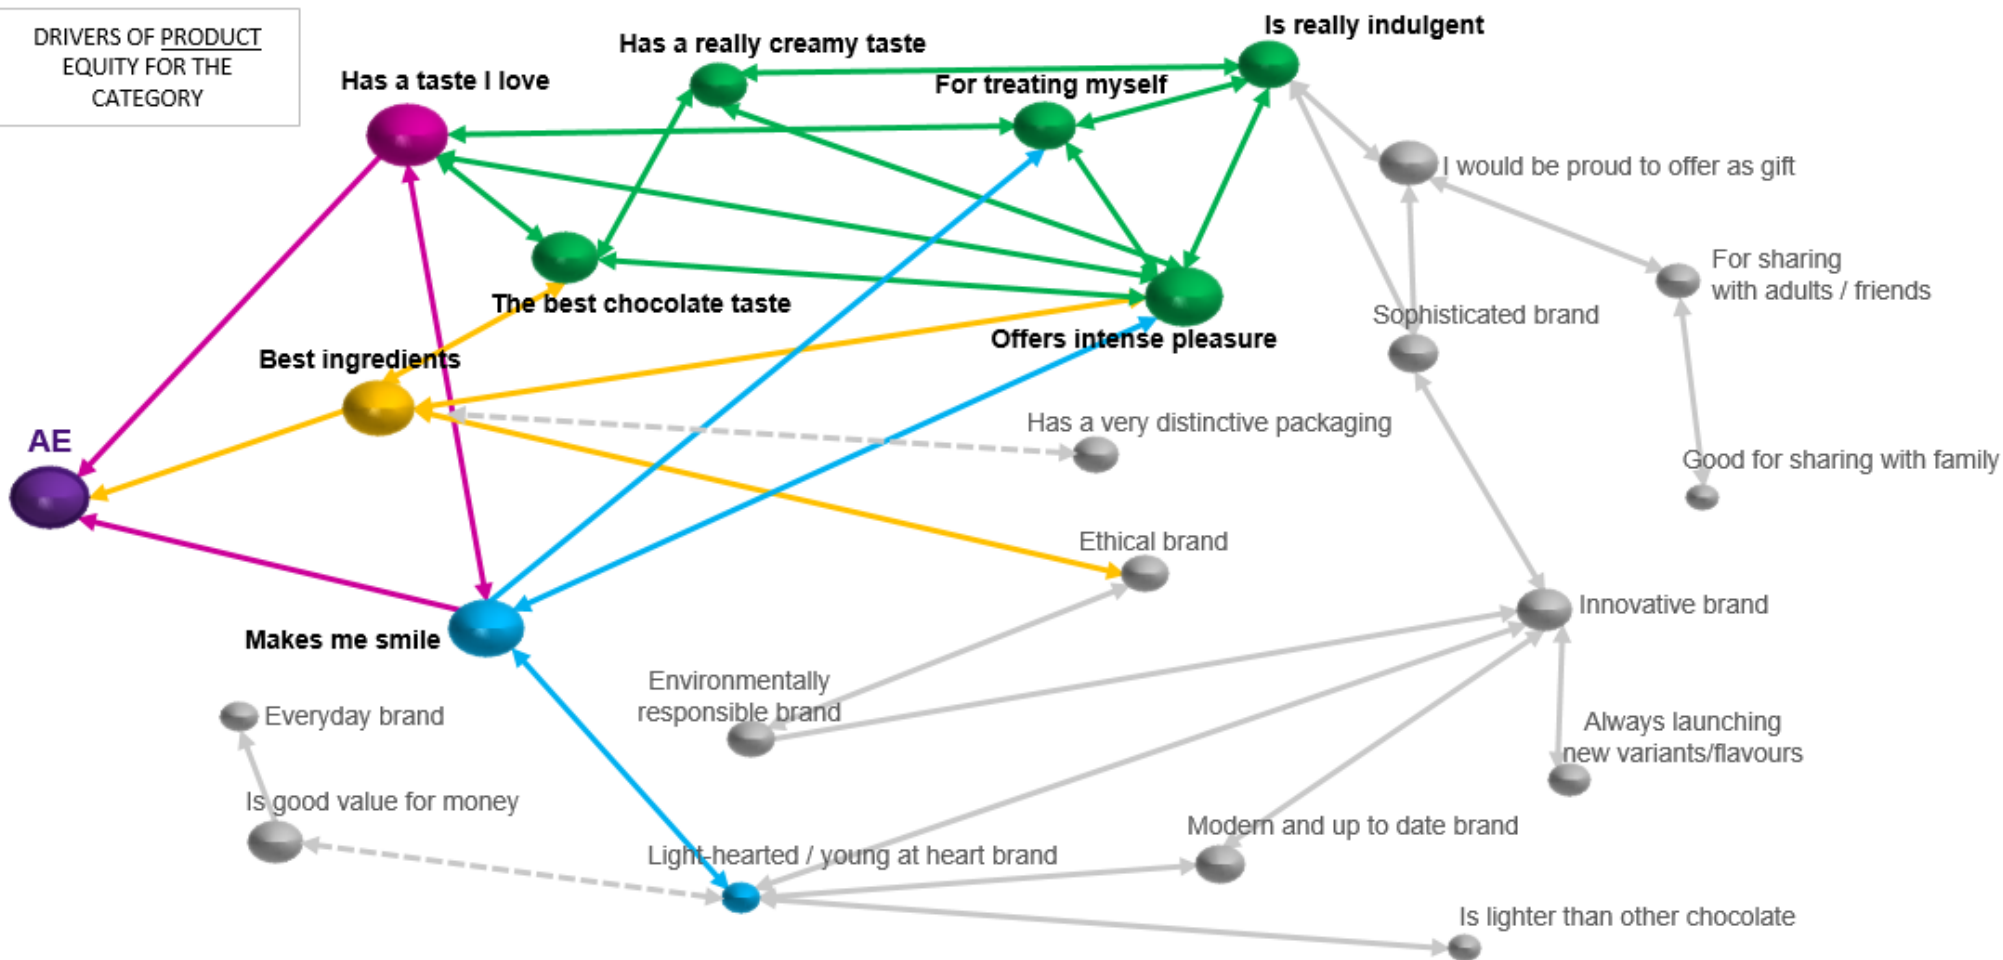 DRIVERS OF PRODUCT
EQUITY FOR THE
CATEGORY
Has a taste I love
Has a really creamy taste
For treating myself
Is really indulgent
I would be proud to offer as gift
For sharing
with adults / friends
Sophisticated brand
The best chocolate taste
Offers intense pleasure
Best ingredients
Has a very distinctive packaging
AE
Good for sharing with family
Ethical brand
Innovative brand
Makes me smile
Environmentally
responsible brand
Everyday brand
Always launching
new variants/flavours
Is good value for money
Modern and up to date brand
Light-hearted / young at heart brand
Is lighter than other chocolate